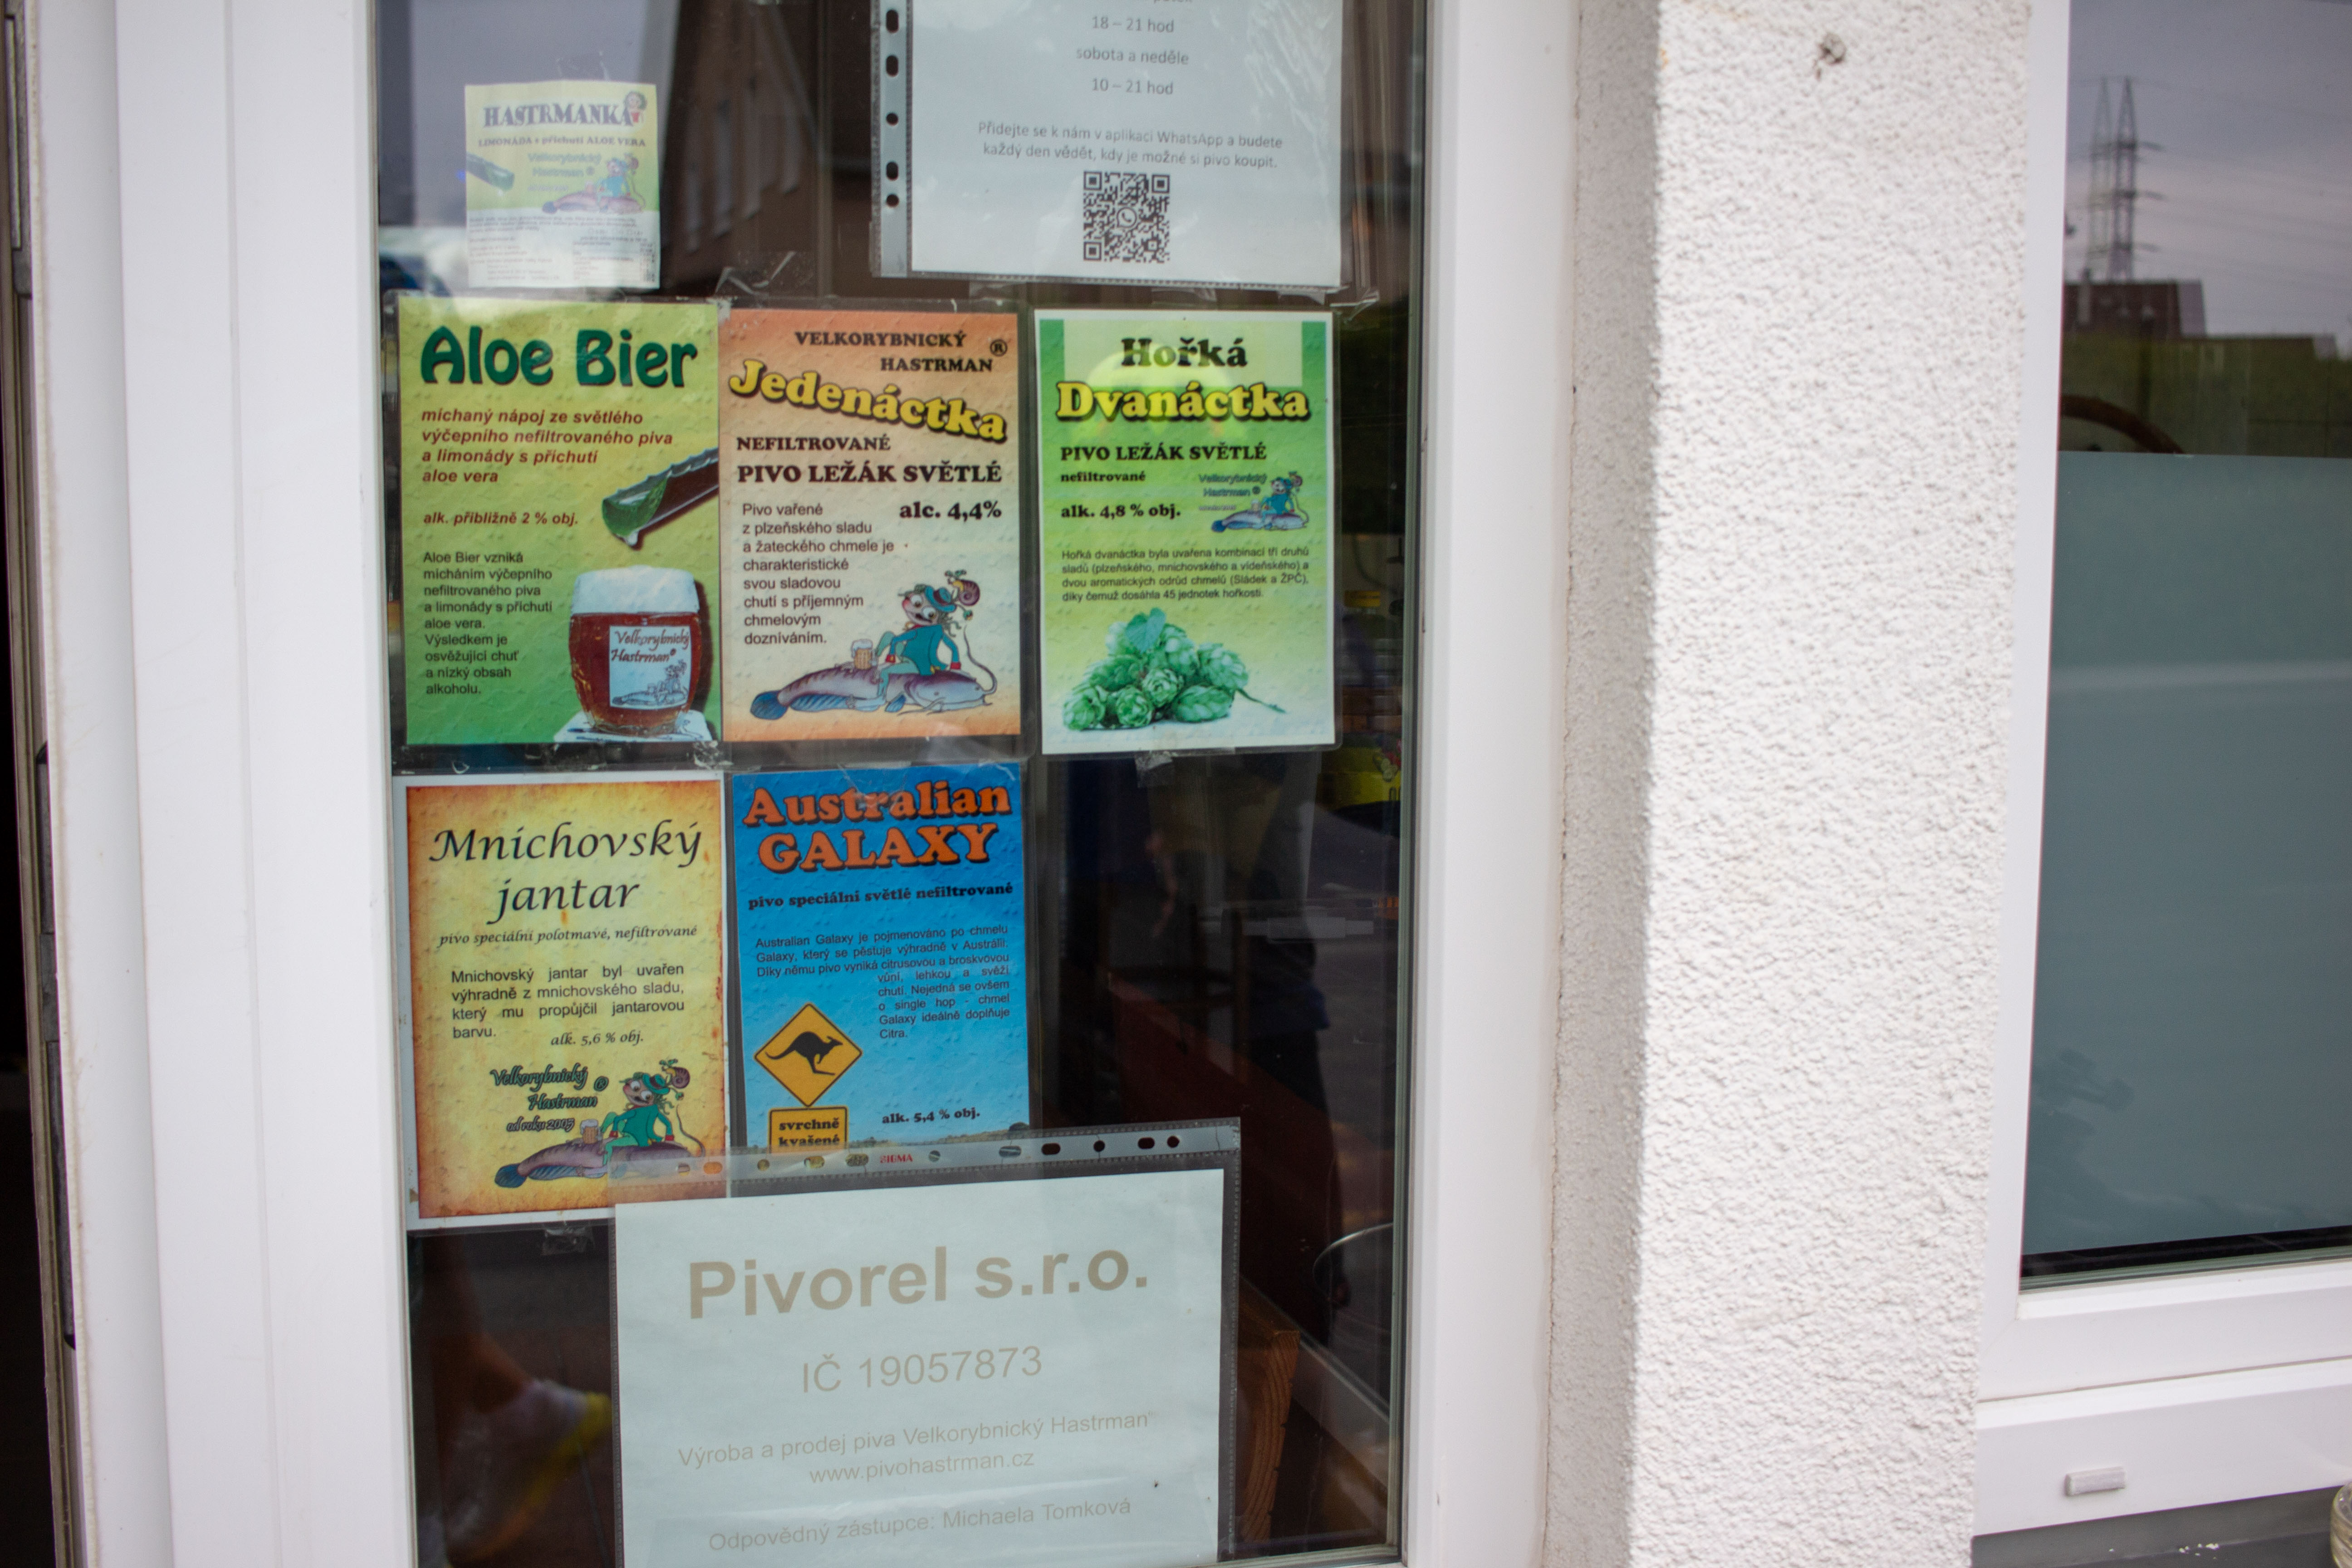 18 – 21 hod
sobota a neděle
10 – 21 hod
Přidejte se k nám v aplikaci WhatsApp a budete
každý den vědět, kdy je možné si pivo koupit.
HASTRMANKA
LIMONÁDA s příchutí ALOE VERA
Velkorybnický
Hastrman ®
Aloe Bier
míchaný nápoj ze světlého
výčepního nefiltrovaného piva
a limonády s příchutí
aloe vera
alk. přibližně 2 % obj.
Aloe Bier vzniká
mícháním výčepního
nefiltrovaného piva
a limonády s příchutí
aloe vera.
Výsledkem je
osvěžující chuť
a nízký obsah
alkoholu.
Velkorybnický
Hastrman®
VELKORYBNICKÝ
HASTRMAN ®
Jedenáctka
NEFILTROVANÉ
PIVO LEŽÁK SVĚTLÉ
alc. 4,4%
Pivo vařené
z plzeňského sladu
a žateckého chmele je
charakteristické
svou sladovou
chutí s příjemným
chmelovým
dozníváním.
Hořká
Dvanáctka
PIVO LEŽÁK SVĚTLÉ
nefiltrované
alk. 4,8 % obj.
Velkorybnický
Hastrman ®
Hořká dvanáctka byla uvařena kombinací tří druhů
sladů (plzeňského, mnichovského a vídeňského) a
dvou aromatických odrůd chmelů (Sládek a ŽPČ),
díky čemuž dosáhla 45 jednotek hořkosti.
Mnichovský
jantar
pivo speciální polotmavé, nefiltrované
Mnichovský jantar byl uvařen
výhradně z mnichovského sladu,
který mu propůjčil jantarovou
barvu.
alk. 5,6 % obj.
Velkorybnický ®
Hastrman
od roku 2005
Australian
GALAXY
pivo speciální světlé nefiltrované
Australian Galaxy je pojmenováno po chmelu
Galaxy, který se pěstuje výhradně v Austrálii.
Díky němu pivo vyniká citrusovou a broskvovou
vůní, lehkou a svěží
chutí. Nejedná se ovšem
o single hop - chmel
Galaxy ideálně doplňuje
Citra.
svrchně
kvašené
alk. 5,4 % obj.
SIGMA
Pivorel s.r.o.
IČ 19057873
Výroba a prodej piva Velkorybnický Hastrman
www.pivohastrman.cz
Odpovědný zástupce: Michaela Tomková